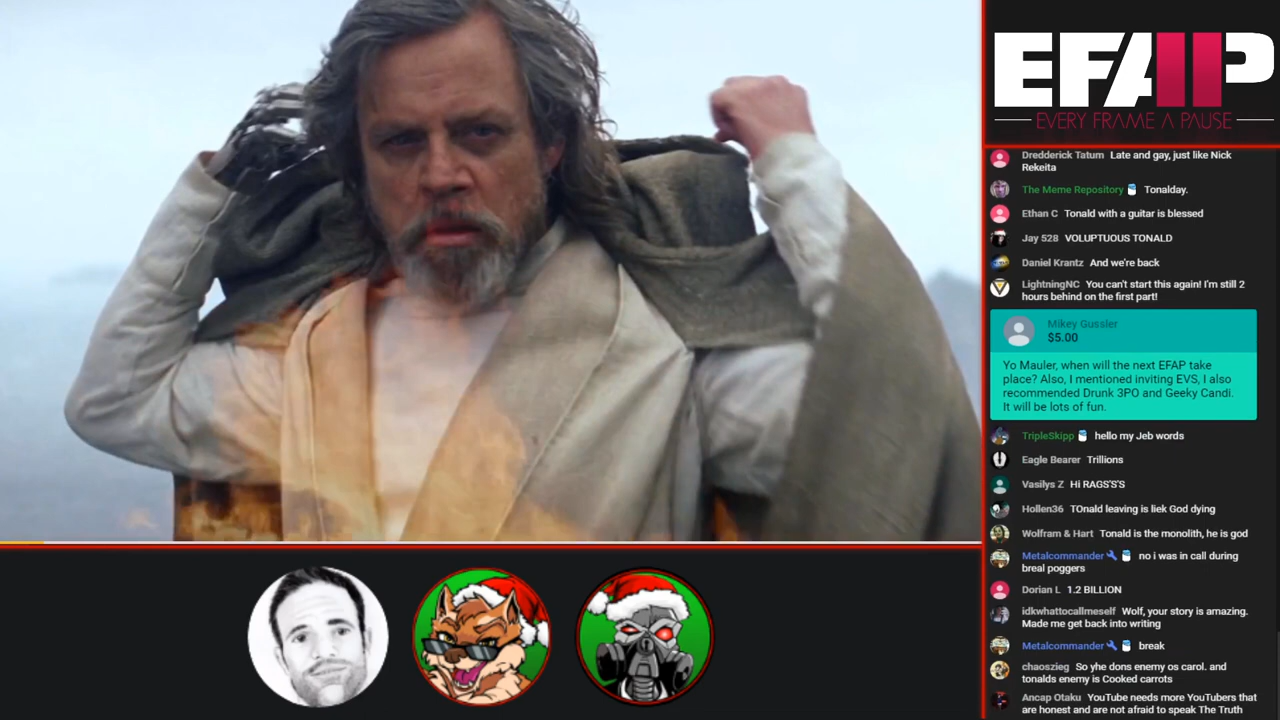 EFAP
EVERY FRAME A PAUSE
Dredderick Tatum Late and gay, just like Nick
Rekeita
The Meme Repository Tonalday.
Ethan C Tonald with a guitar is blessed
Jay 528 VOLUPTUOUS TONALD
Daniel Krantz And we're back
LightningNC You can't start this again! I'm still 2
hours behind on the first part!
Mikey Gussler
$5.00
Yo Mauler, when will the next EFAP take
place? Also, I mentioned inviting EVS, I also
recommended Drunk 3PO and Geeky Candi.
It will be lots of fun.
TripleSkipp hello my Jeb words
Eagle Bearer Trillions
Vasilys Z Hi RAGS'S'S
Hollen36 TOnald leaving is liek God dying
Wolfram & Hart Tonald is the monolith, he is god
Metalcommander no i was in call during
breal poggers
Dorian L 1.2 BILLION
idkwhattocallmeself Wolf, your story is amazing.
Made me get back into writing
Metalcommander break
chaoszieg So yhe dons enemy os carol. and
tonalds enemy is Cooked carrots
Ancap Otaku YouTube needs more YouTubers that
are honest and are not afraid to speak The Truth